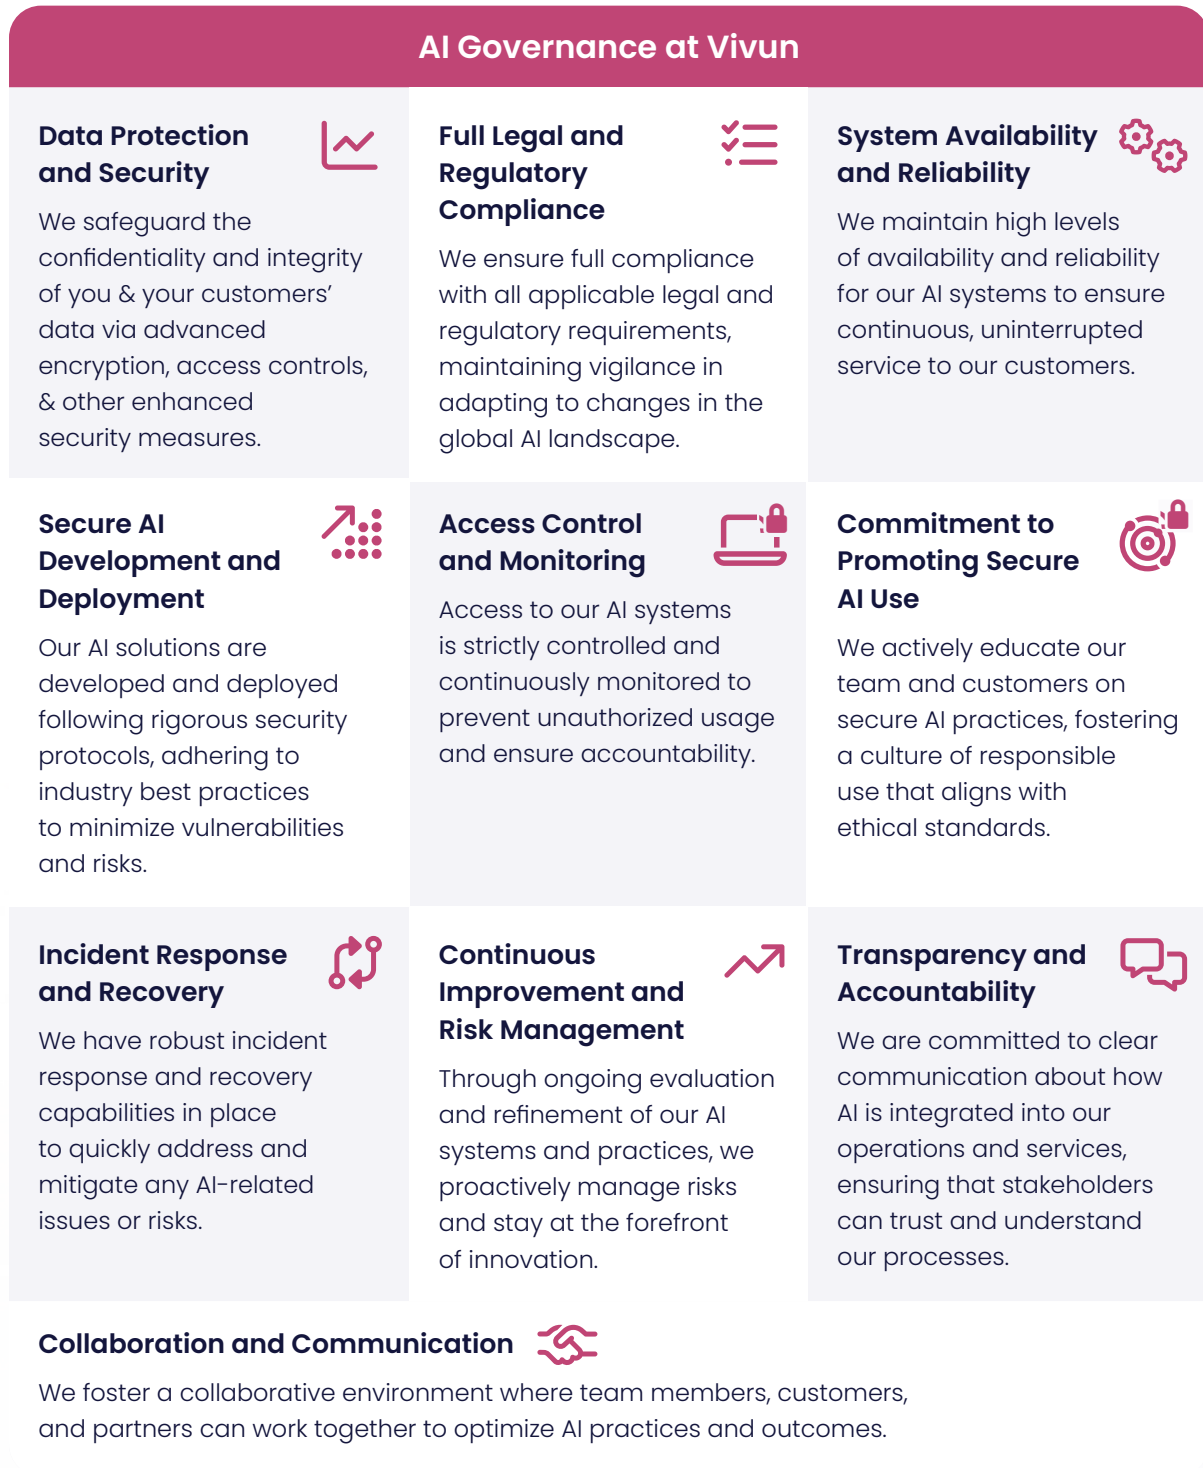 AI Governance at Vivun
Data Protection
and Security
We safeguard the
confidentiality and integrity
of you & your customers’
data via advanced
encryption, access controls,
& other enhanced
security measures.
Full Legal and
Regulatory
Compliance
We ensure full compliance
with all applicable legal and
regulatory requirements,
maintaining vigilance in
adapting to changes in the
global AI landscape.
System Availability
and Reliability
We maintain high levels
of availability and reliability
for our AI systems to ensure
continuous, uninterrupted
service to our customers.
Secure AI
Development and
Deployment
Our AI solutions are
developed and deployed
following rigorous security
protocols, adhering to
industry best practices
to minimize vulnerabilities
and risks.
Access Control
and Monitoring
Access to our AI systems
is strictly controlled and
continuously monitored to
prevent unauthorized usage
and ensure accountability.
Commitment to
Promoting Secure
AI Use
We actively educate our
team and customers on
secure AI practices, fostering
a culture of responsible
use that aligns with
ethical standards.
Incident Response
and Recovery
We have robust incident
response and recovery
capabilities in place
to quickly address and
mitigate any AI-related
issues or risks.
Continuous
Improvement and
Risk Management
Through ongoing evaluation
and refinement of our AI
systems and practices, we
proactively manage risks
and stay at the forefront
of innovation.
Transparency and
Accountability
We are committed to clear
communication about how
AI is integrated into our
operations and services,
ensuring that stakeholders
can trust and understand
our processes.
Collaboration and Communication
We foster a collaborative environment where team members, customers,
and partners can work together to optimize AI practices and outcomes.